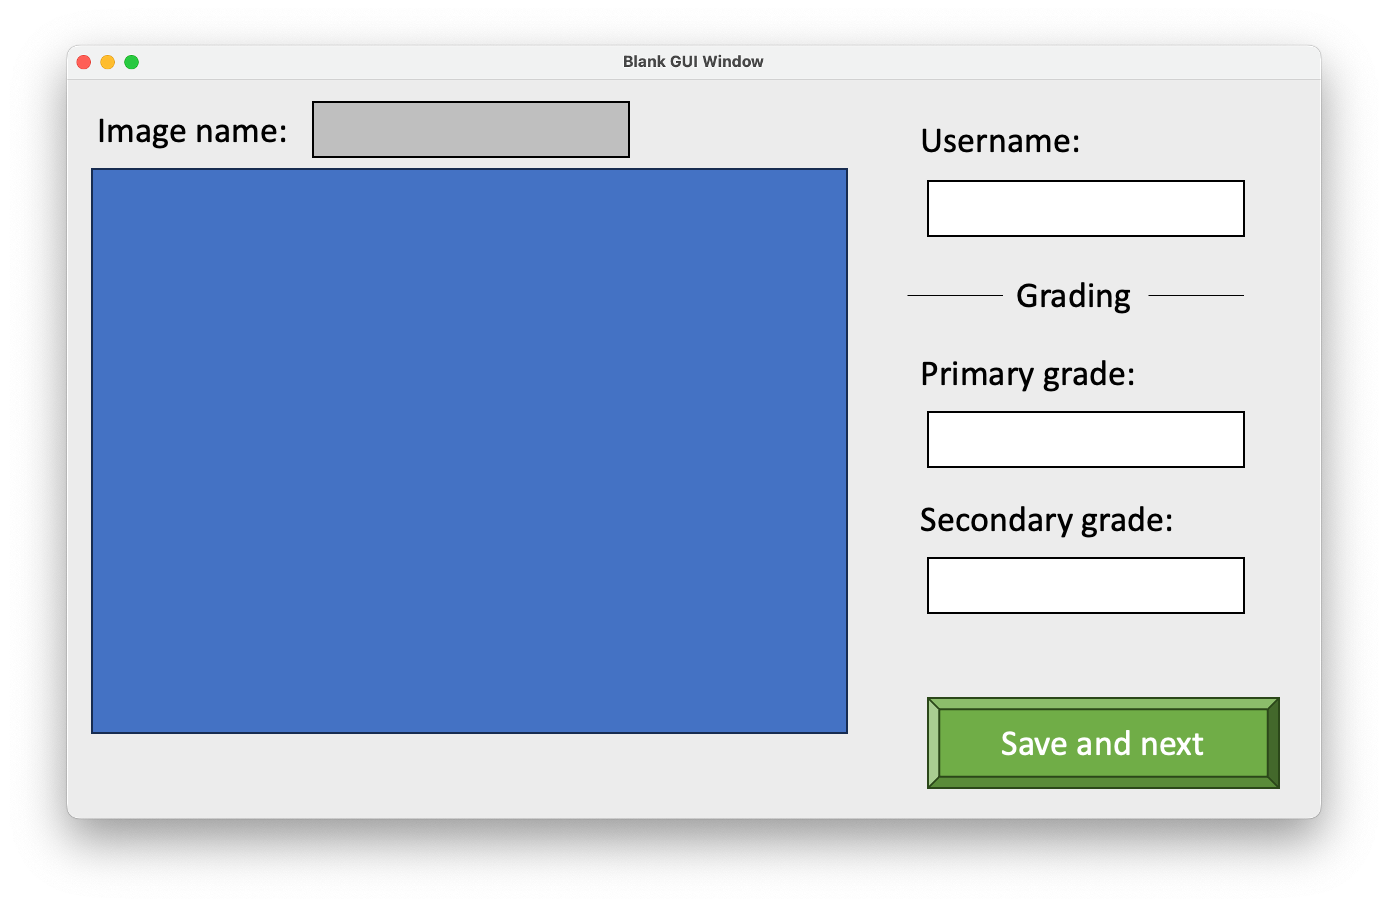 Blank GUI Window
Image name:
Username:
Grading
Primary grade:
Secondary grade:
Save and next